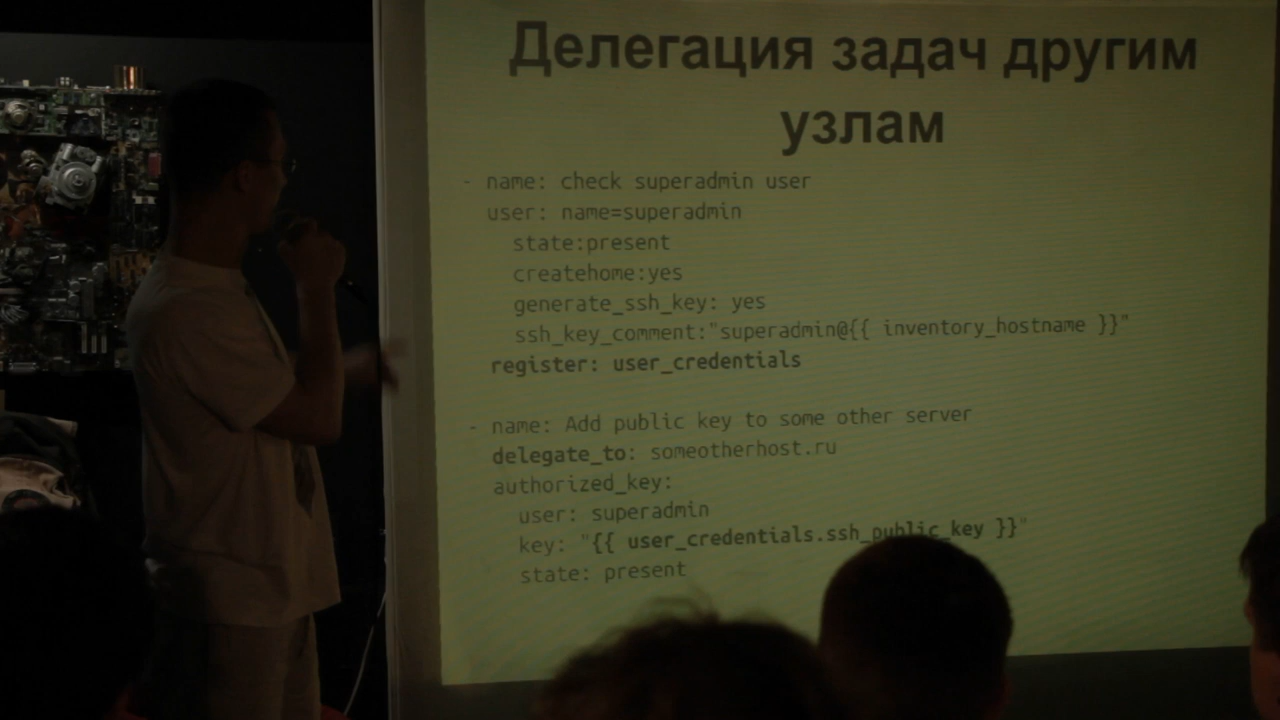 Делегация задач другим
узлам
- name: check superadmin user
user: name=superadmin
state:present
createhome:yes
generate_ssh_key: yes
ssh_key_comment:"superadmin@{{ inventory_hostname }}"
register: user_credentials
- name: Add public key to some other server
delegate_to: someotherhost.ru
authorized_key:
user: superadmin
key: "{{ user_credentials.ssh_public_key }}"
state: present